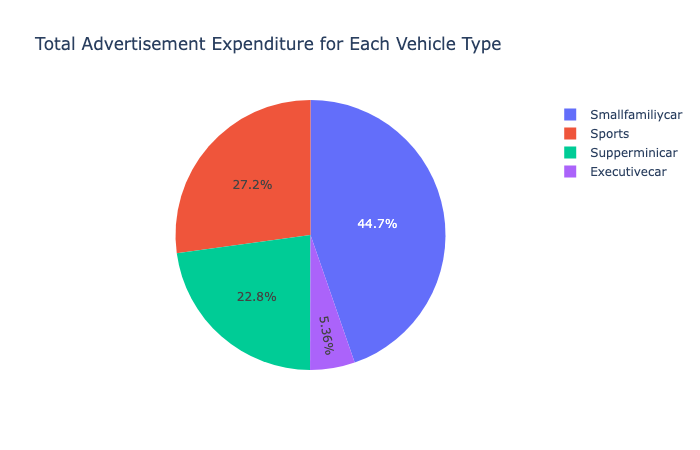 Total Advertisement Expenditure for Each Vehicle Type
Smallfamiliycar
Sports
Supperminicar
Executivecar
27.2%
44.7%
22.8%
5.36%